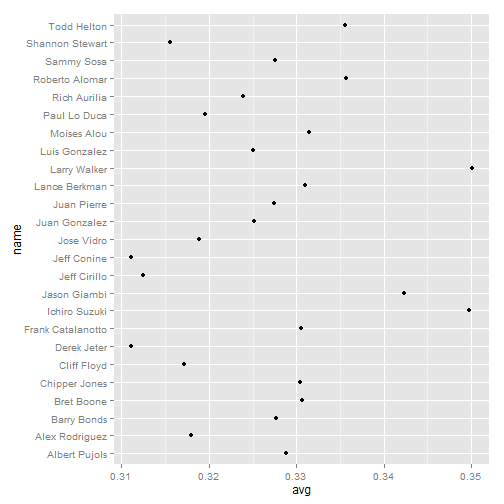 Todd Helton
Shannon Stewart
Sammy Sosa
Roberto Alomar
Rich Aurilia
Paul Lo Duca
Moises Alou
Luis Gonzalez
Larry Walker
Lance Berkman
Juan Pierre
Juan Gonzalez
Jose Vidro
Jeff Conine
Jeff Cirillo
Jason Giambi
Ichiro Suzuki
Frank Catalanotto
Derek Jeter
Cliff Floyd
Chipper Jones
Bret Boone
Barry Bonds
Alex Rodriguez
Albert Pujols
name
0.31 0.32 0.33 0.34 0.35
avg